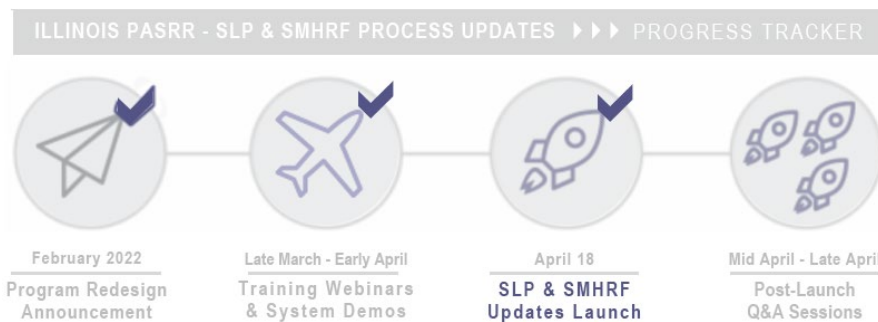 ILLINOIS PASRR - SLP & SMHRF PROCESS UPDATES PROGRESS TRACKER
February 2022
Program Redesign
Announcement
Late March - Early April
Training Webinars
& System Demos
April 18
SLP & SMHRF
Updates Launch
Mid April - Late April
Post-Launch
Q&A Sessions